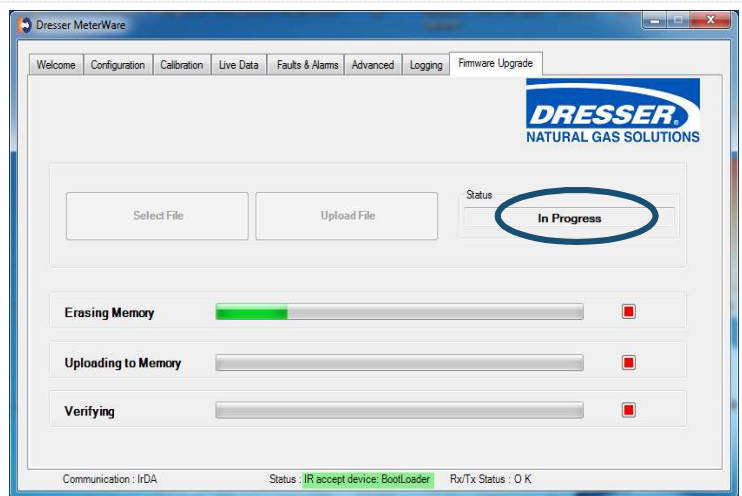 Dresser MeterWare
Welcome Configuration Calibration Live Data Faults & Alarms Advanced Logging Firmware Upgrade
DRESSER®
NATURAL GAS SOLUTIONS
Status
Select File Upload File In Progress
Erasing Memory
Uploading to Memory
Verifying
Communication : IrDA Status : IR accept device: BootLoader Rx/Tx Status : O K